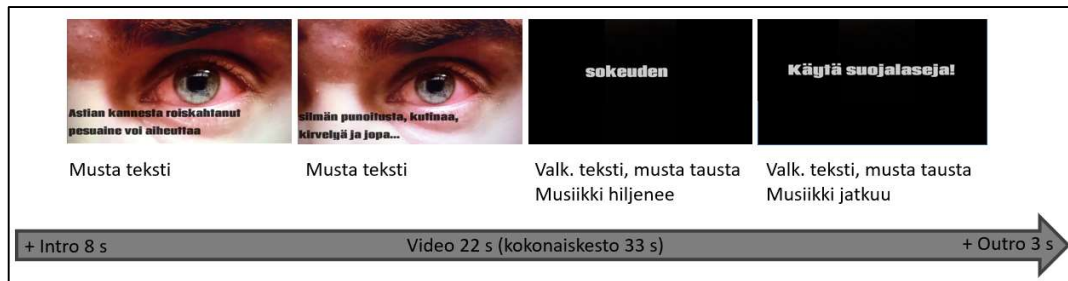 Astian kannesta roiskahtanut
pesuaine voi aiheuttaa
silmän punoitusta, kutinaa,
kirvelyä ja jopa...
sokeuden
Käytä suojalaseja!
Musta teksti
Musta teksti
Valk. teksti, musta tausta
Musiikki hiljenee
Valk. teksti, musta tausta
Musiikki jatkuu
+ Intro 8 s
Video 22 s (kokonaiskesto 33 s)
+ Outro 3 s